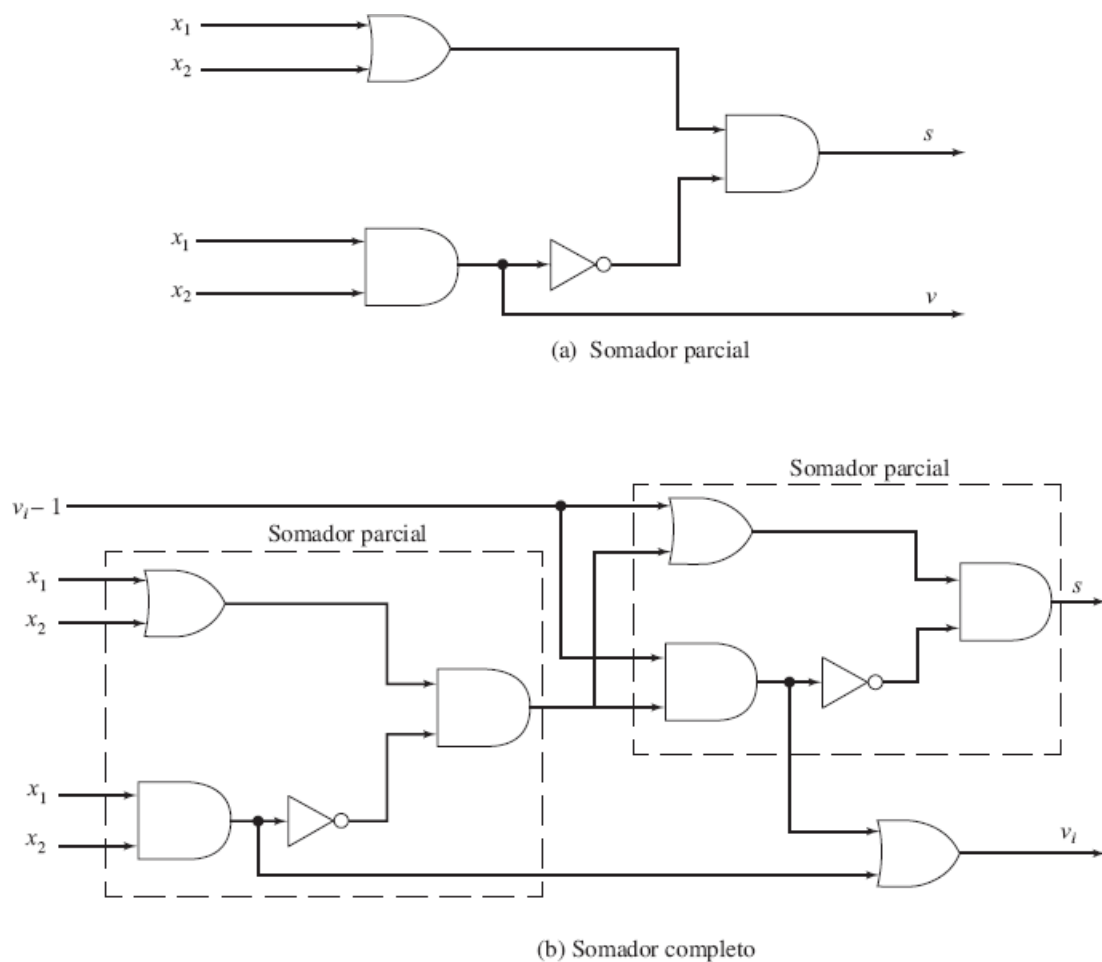 x₁
x₂
s
x₁
x₂
v
(a) Somador parcial
Somador parcial
vᵢ– 1
Somador parcial
x₁
x₂
s
x₁
x₂
vᵢ
(b) Somador completo